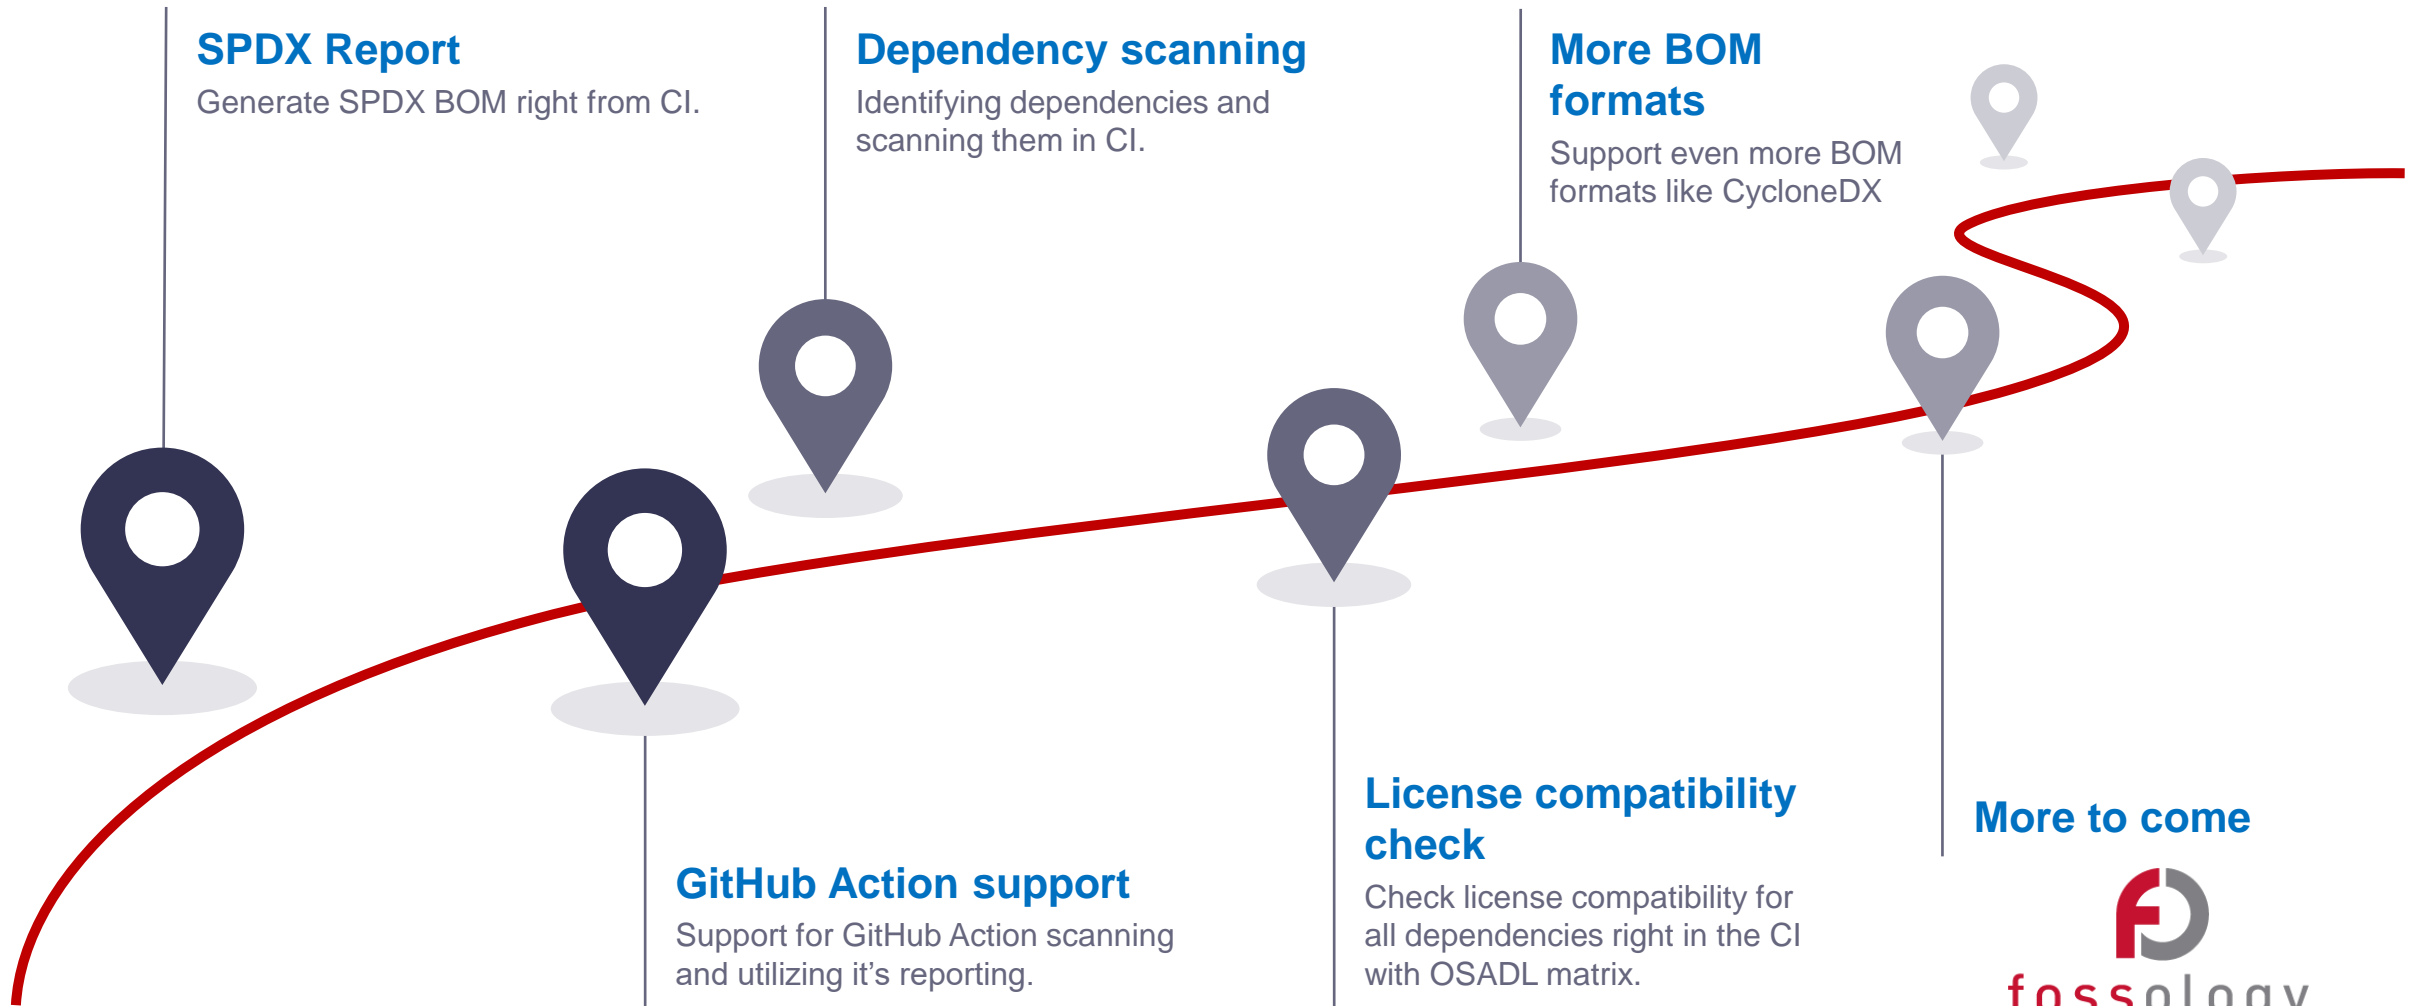 SPDX Report
Generate SPDX BOM right from CI.
Dependency scanning
Identifying dependencies and
scanning them in CI.
More BOM
formats
Support even more BOM
formats like CycloneDX
GitHub Action support
Support for GitHub Action scanning
and utilizing it’s reporting.
License compatibility
check
Check license compatibility for
all dependencies right in the CI
with OSADL matrix.
More to come
fossology